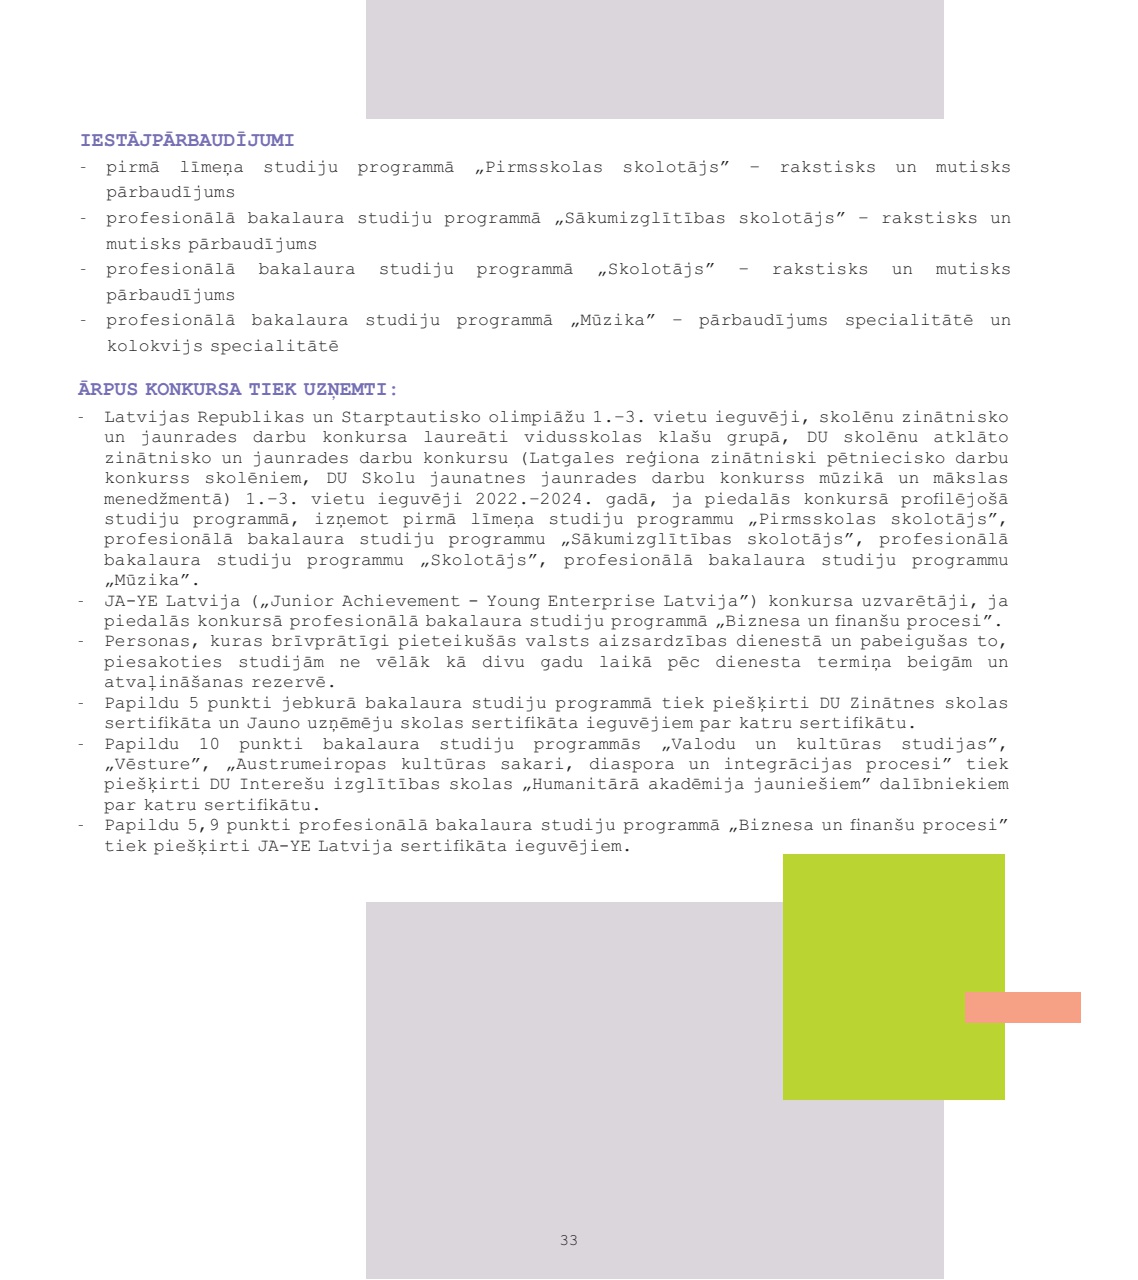 IESTĀJPĀRBAUDĪJUMI
- pirmā līmeņa studiju programmā „Pirmsskolas skolotājs” – rakstisks un mutisks
pārbaudījums
- profesionālā bakalaura studiju programmā „Sākumizglītības skolotājs” – rakstisks un
mutisks pārbaudījums
- profesionālā bakalaura studiju programmā „Skolotājs” – rakstisks un mutisks
pārbaudījums
- profesionālā bakalaura studiju programmā „Mūzika” – pārbaudījums specialitātē un
kolokvijs specialitātē
ĀRPUS KONKURSA TIEK UZŅEMTI:
- Latvijas Republikas un Starptautisko olimpiāžu 1.–3. vietu ieguvēji, skolēnu zinātnisko
un jaunrades darbu konkursa laureāti vidusskolas klašu grupā, DU skolēnu atklāto
zinātnisko un jaunrades darbu konkursu (Latgales reģiona zinātniski pētniecisko darbu
konkurss skolēniem, DU Skolu jaunatnes jaunrades darbu konkurss mūzikā un mākslas
menedžmentā) 1.–3. vietu ieguvēji 2022.–2024. gadā, ja piedalās konkursā profilējošā
studiju programmā, izņemot pirmā līmeņa studiju programmu „Pirmsskolas skolotājs”,
profesionālā bakalaura studiju programmu „Sākumizglītības skolotājs”, profesionālā
bakalaura studiju programmu „Skolotājs”, profesionālā bakalaura studiju programmu
„Mūzika”.
- JA-YE Latvija („Junior Achievement - Young Enterprise Latvija”) konkursa uzvarētāji, ja
piedalās konkursā profesionālā bakalaura studiju programmā „Biznesa un finanšu procesi”.
- Personas, kuras brīvprātīgi pieteikušās valsts aizsardzības dienestā un pabeigušas to,
piesakoties studijām ne vēlāk kā divu gadu laikā pēc dienesta termiņa beigām un
atvaļināšanas rezervē.
- Papildu 5 punkti jebkurā bakalaura studiju programmā tiek piešķirti DU Zinātnes skolas
sertifikāta un Jauno uzņēmēju skolas sertifikāta ieguvējiem par katru sertifikātu.
- Papildu 10 punkti bakalaura studiju programmās „Valodu un kultūras studijas”,
„Vēsture”, „Austrumeiropas kultūras sakari, diaspora un integrācijas procesi” tiek
piešķirti DU Interešu izglītības skolas „Humanitārā akadēmija jauniešiem” dalībniekiem
par katru sertifikātu.
- Papildu 5,9 punkti profesionālā bakalaura studiju programmā „Biznesa un finanšu procesi”
tiek piešķirti JA-YE Latvija sertifikāta ieguvējiem.
33